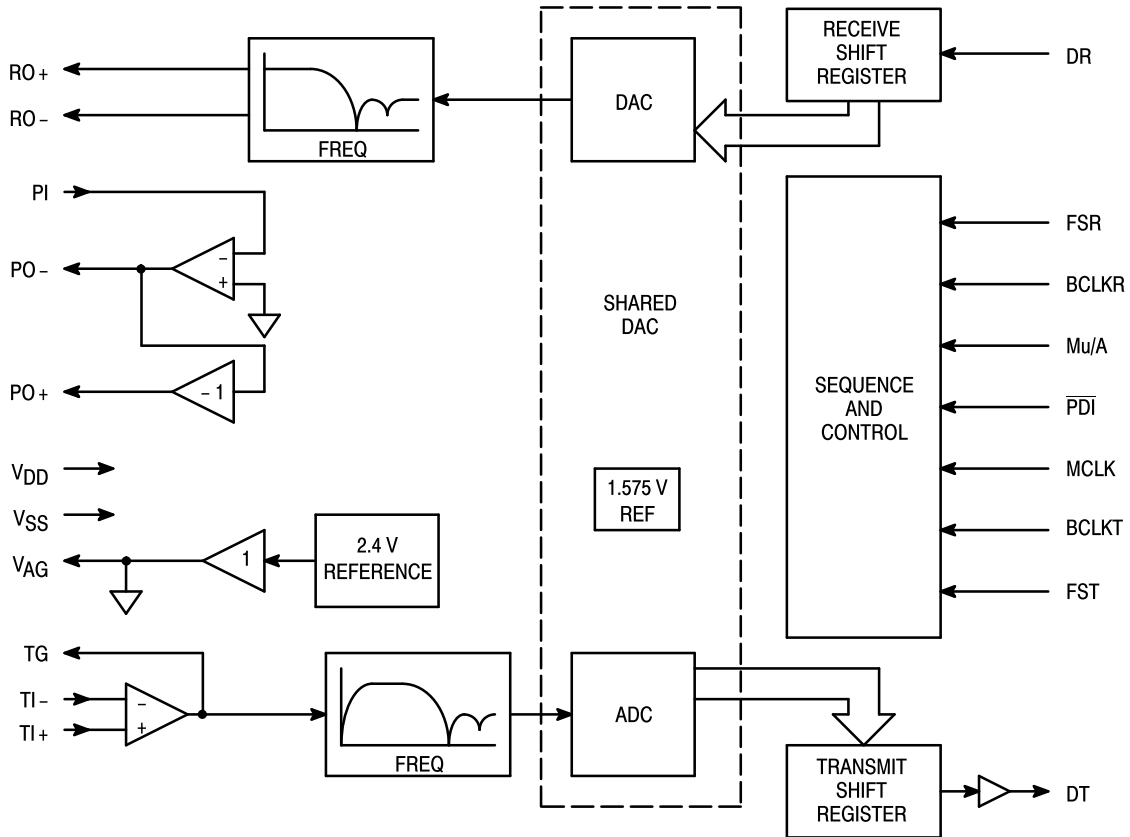 RO+
RO−
FREQ
DAC
RECEIVE
SHIFT
REGISTER
DR
PI
PO−
−
+
PO+
−1
SHARED
DAC
SEQUENCE
AND
CONTROL
FSR
BCLKR
Mu/A
PDI
MCLK
BCLKT
FST
VDD
VSS
VAG
1
2.4 V
REFERENCE
1.575 V
REF
TG
TI−
TI+
−
+
FREQ
ADC
TRANSMIT
SHIFT
REGISTER
DT